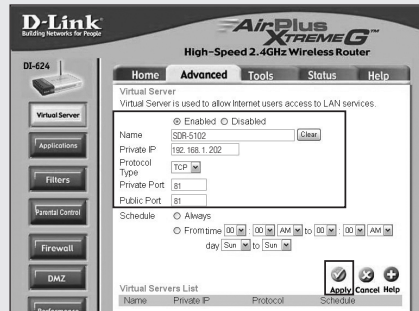 D-Link
Building Networks for People
AirPlus
XTREME G™
High-Speed 2.4GHz Wireless Router
DI-624
Home Advanced Tools Status Help
Virtual Server
Virtual Server is used to allow Internet users access to LAN services.
Virtual Server
Enabled Disabled
Name SDR-5102 Clear
Applications
Private IP 192.168.1.202
Protocol Type TCP
Filters
Private Port 81
Public Port 81
Parental Control
Schedule Always
From time 00 : 00 AM to 00 : 00 AM
day Sun to Sun
Firewall
DMZ
Apply Cancel Help
Virtual Servers List
Name Private IP Protocol Schedule
Performance